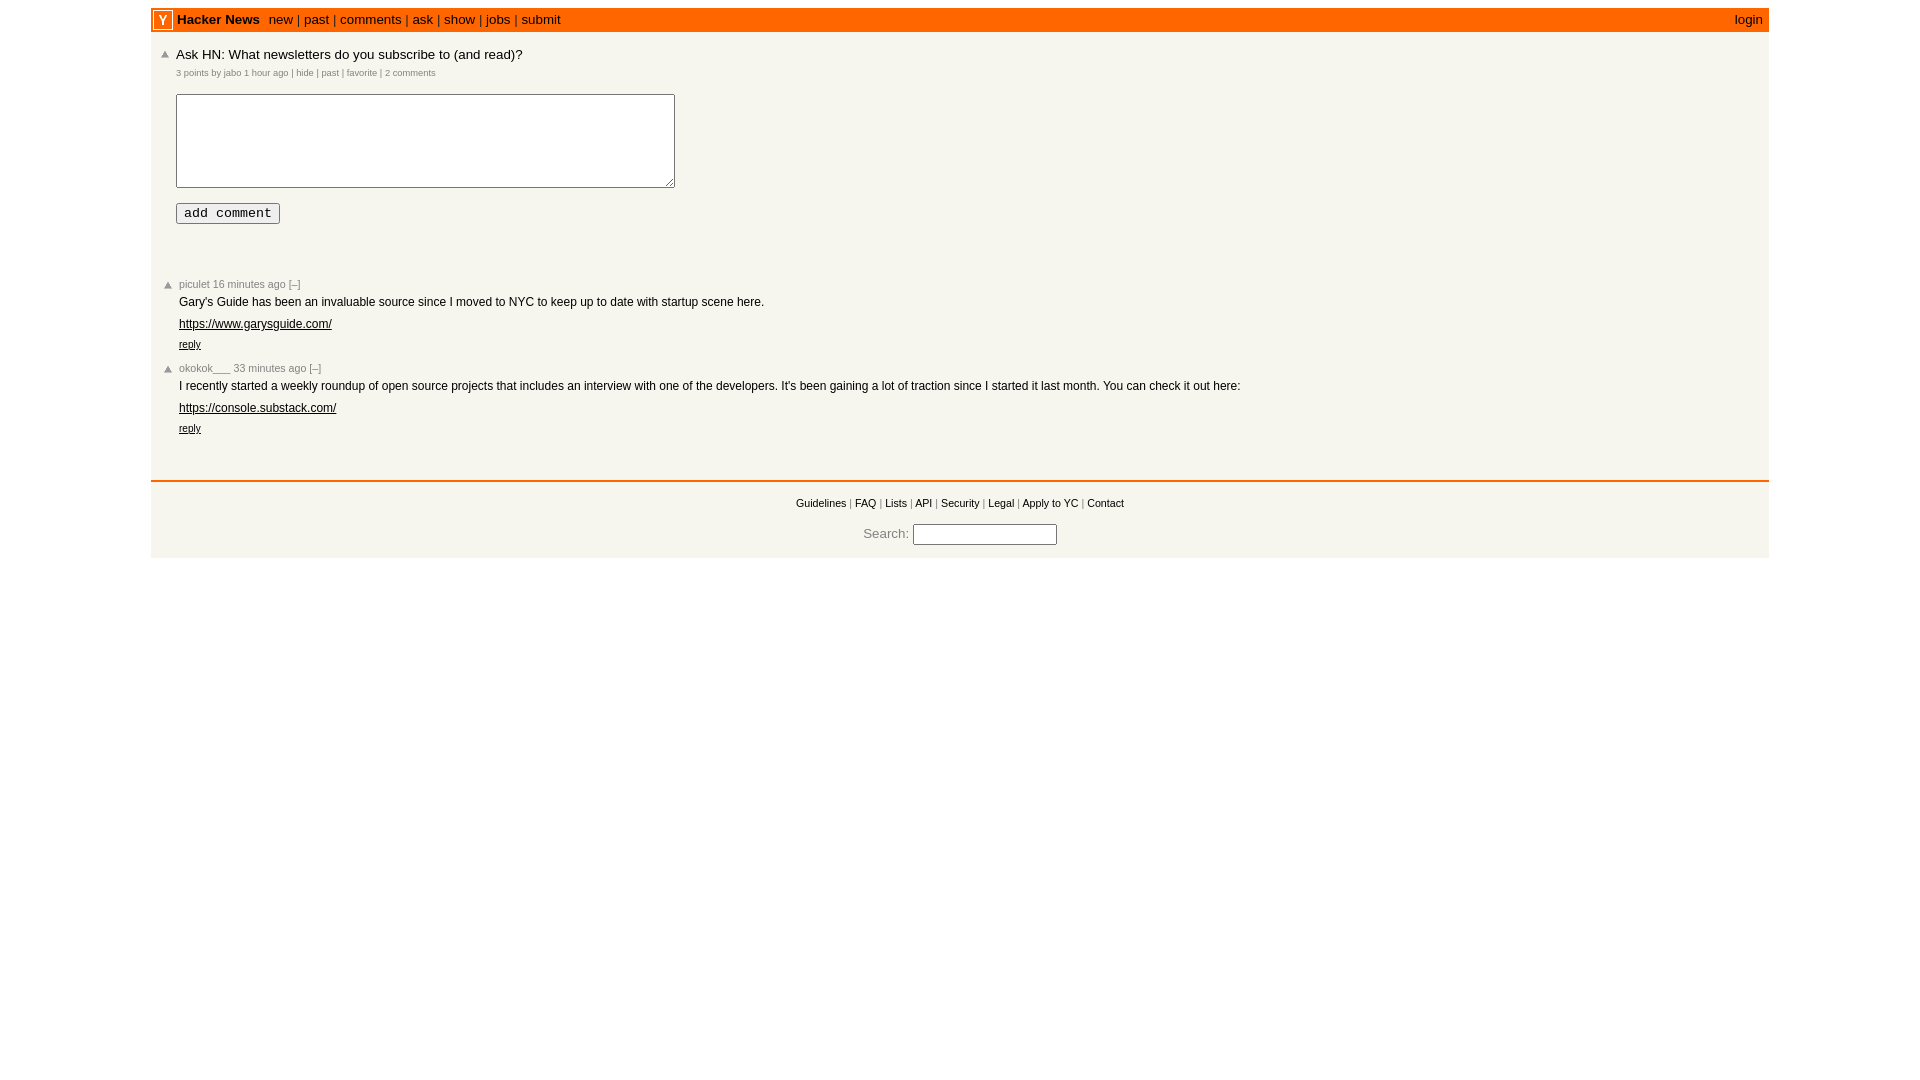 Y Hacker News new | past | comments | ask | show | jobs | submit login
Ask HN: What newsletters do you subscribe to (and read)?
3 points by jabo 1 hour ago | hide | past | favorite | 2 comments
add comment
piculet 16 minutes ago [–]
Gary's Guide has been an invaluable source since I moved to NYC to keep up to date with startup scene here.
https://www.garysguide.com/
reply
okokok___ 33 minutes ago [–]
I recently started a weekly roundup of open source projects that includes an interview with one of the developers. It's been gaining a lot of traction since I started it last month. You can check it out here:
https://console.substack.com/
reply
Guidelines | FAQ | Lists | API | Security | Legal | Apply to YC | Contact
Search: